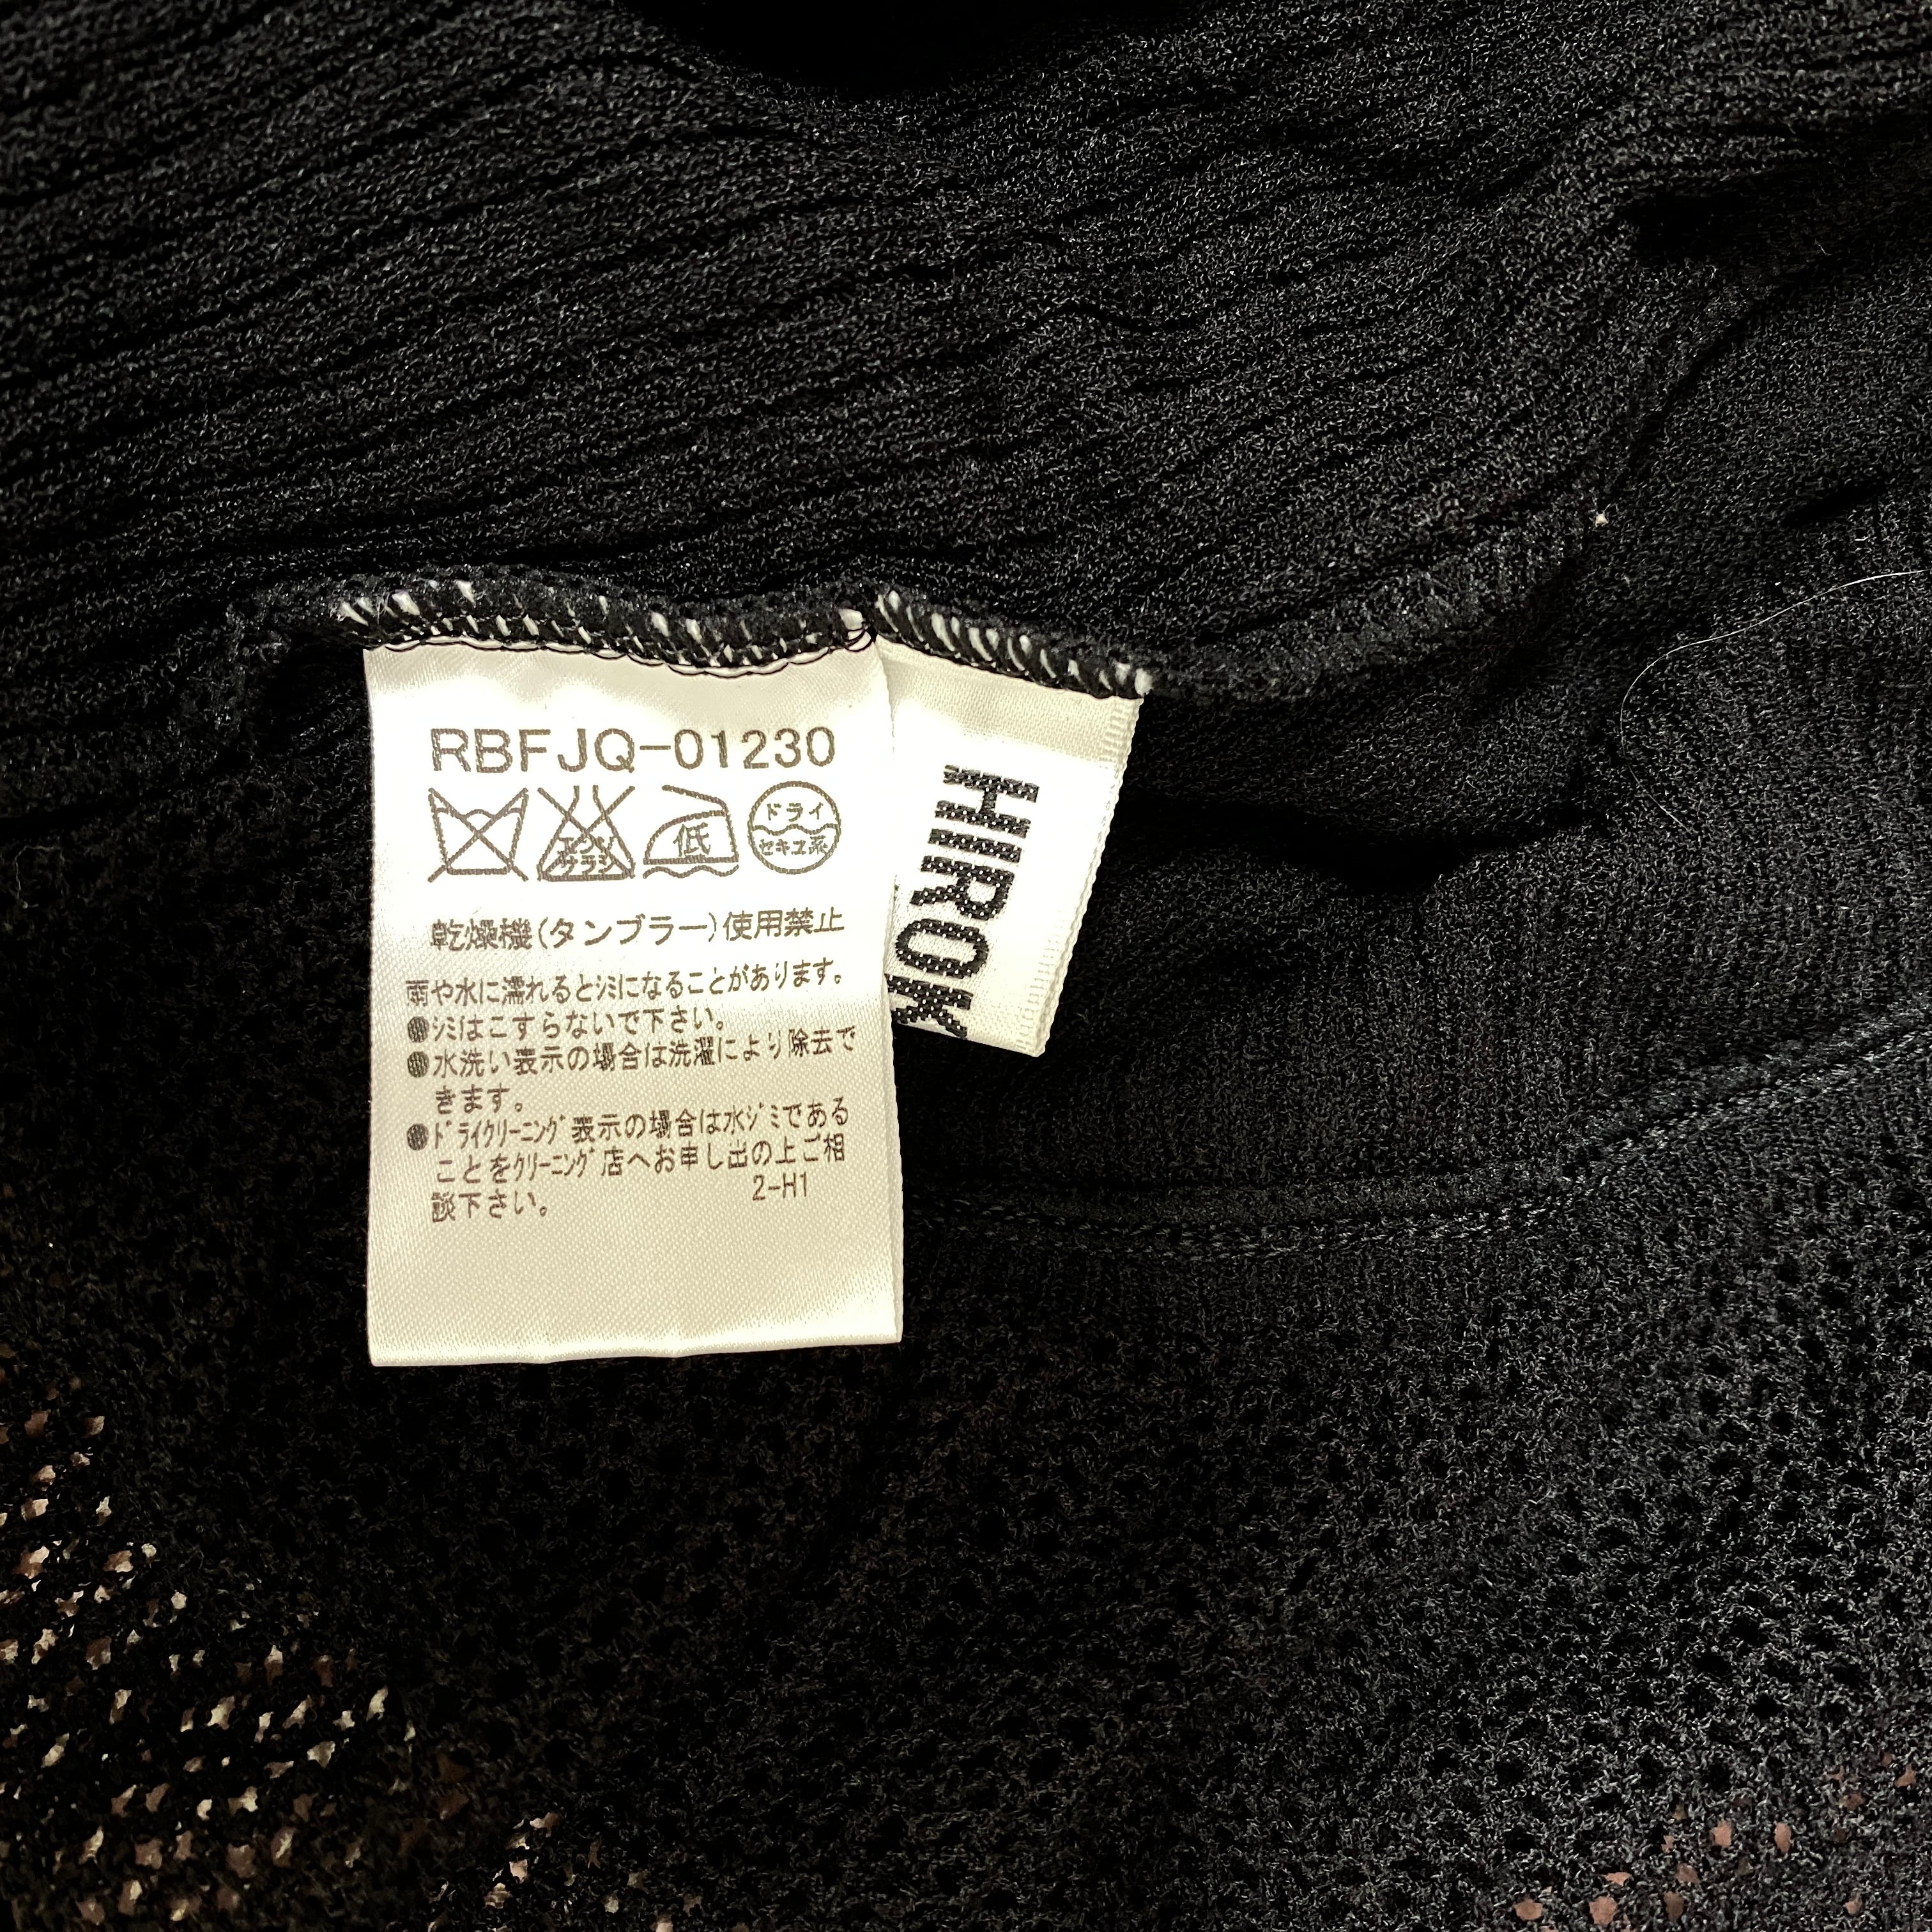 RBFJQ-01230
エンソ
サラシ
低
ドライ
セキユ系
乾燥機(タンブラー)使用禁止
雨や水に濡れるとシミになることがあります。
●シミはこすらないで下さい。
●水洗い表示の場合は洗濯により除去で
きます。
●ドライクリーニング表示の場合は水ジミである
ことをクリーニング店へお申し出の上ご相
談下さい。
2-H1
HIROK